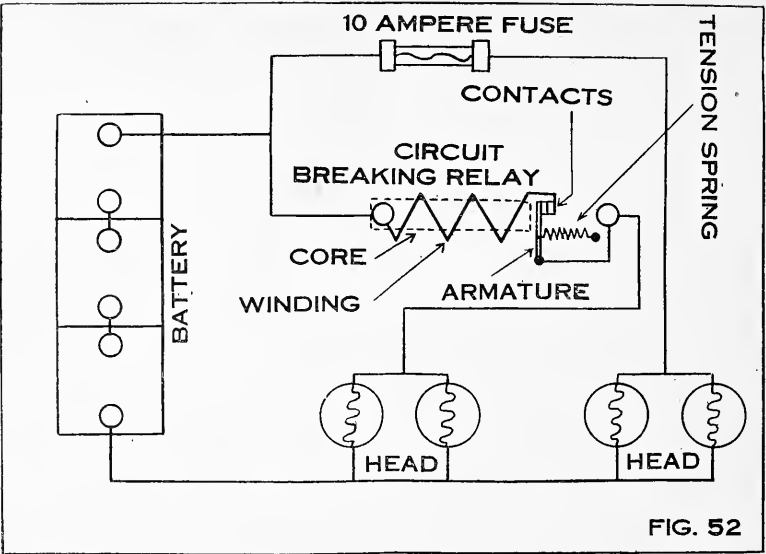 10 AMPERE FUSE
TENSION SPRING
CONTACTS
CIRCUIT
BREAKING RELAY
CORE
WINDING
ARMATURE
BATTERY
HEAD
HEAD
FIG. 52